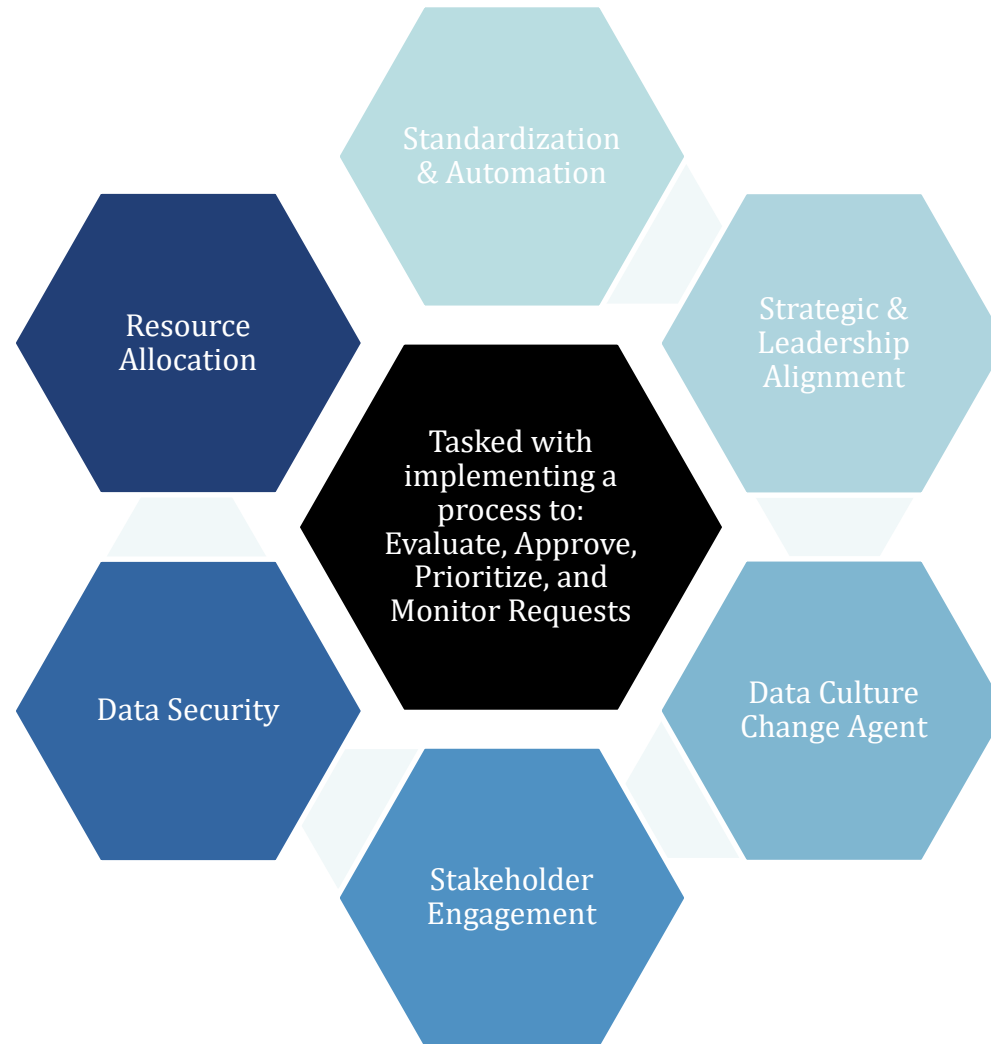 Standardization
& Automation
Strategic &
Leadership
Alignment
Data Culture
Change Agent
Stakeholder
Engagement
Data Security
Resource
Allocation
Tasked with
implementing a
process to:
Evaluate, Approve,
Prioritize, and
Monitor Requests